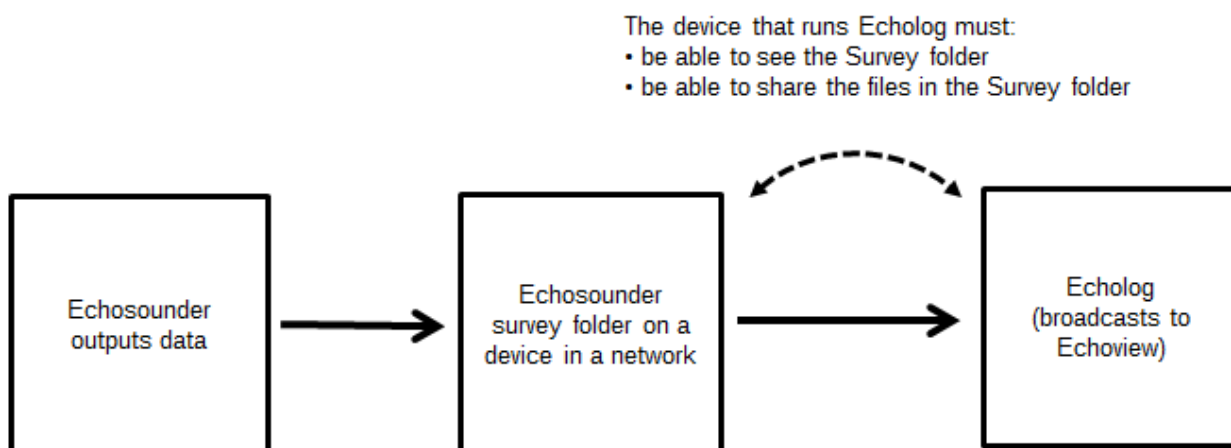 The device that runs Echolog must:
• be able to see the Survey folder
• be able to share the files in the Survey folder
Echosounder
outputs data
Echosounder
survey folder on a
device in a network
Echolog
(broadcasts to
Echoview)